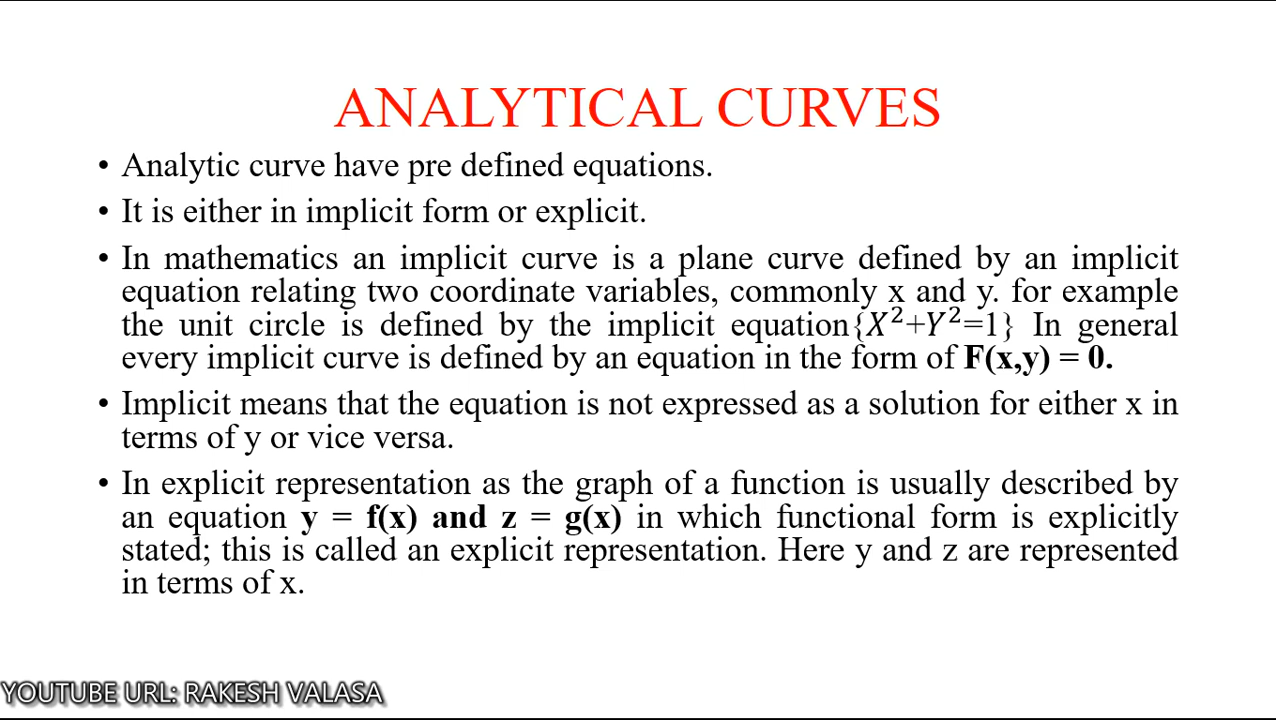 ANALYTICAL CURVES
• Analytic curve have pre defined equations.
• It is either in implicit form or explicit.
• In mathematics an implicit curve is a plane curve defined by an implicit
equation relating two coordinate variables, commonly x and y. for example
the unit circle is defined by the implicit equation{X²+Y²=1} In general
every implicit curve is defined by an equation in the form of F(x,y) = 0.
• Implicit means that the equation is not expressed as a solution for either x in
terms of y or vice versa.
• In explicit representation as the graph of a function is usually described by
an equation y = f(x) and z = g(x) in which functional form is explicitly
stated; this is called an explicit representation. Here y and z are represented
in terms of x.
YOUTUBE URL: RAKESH VALASA